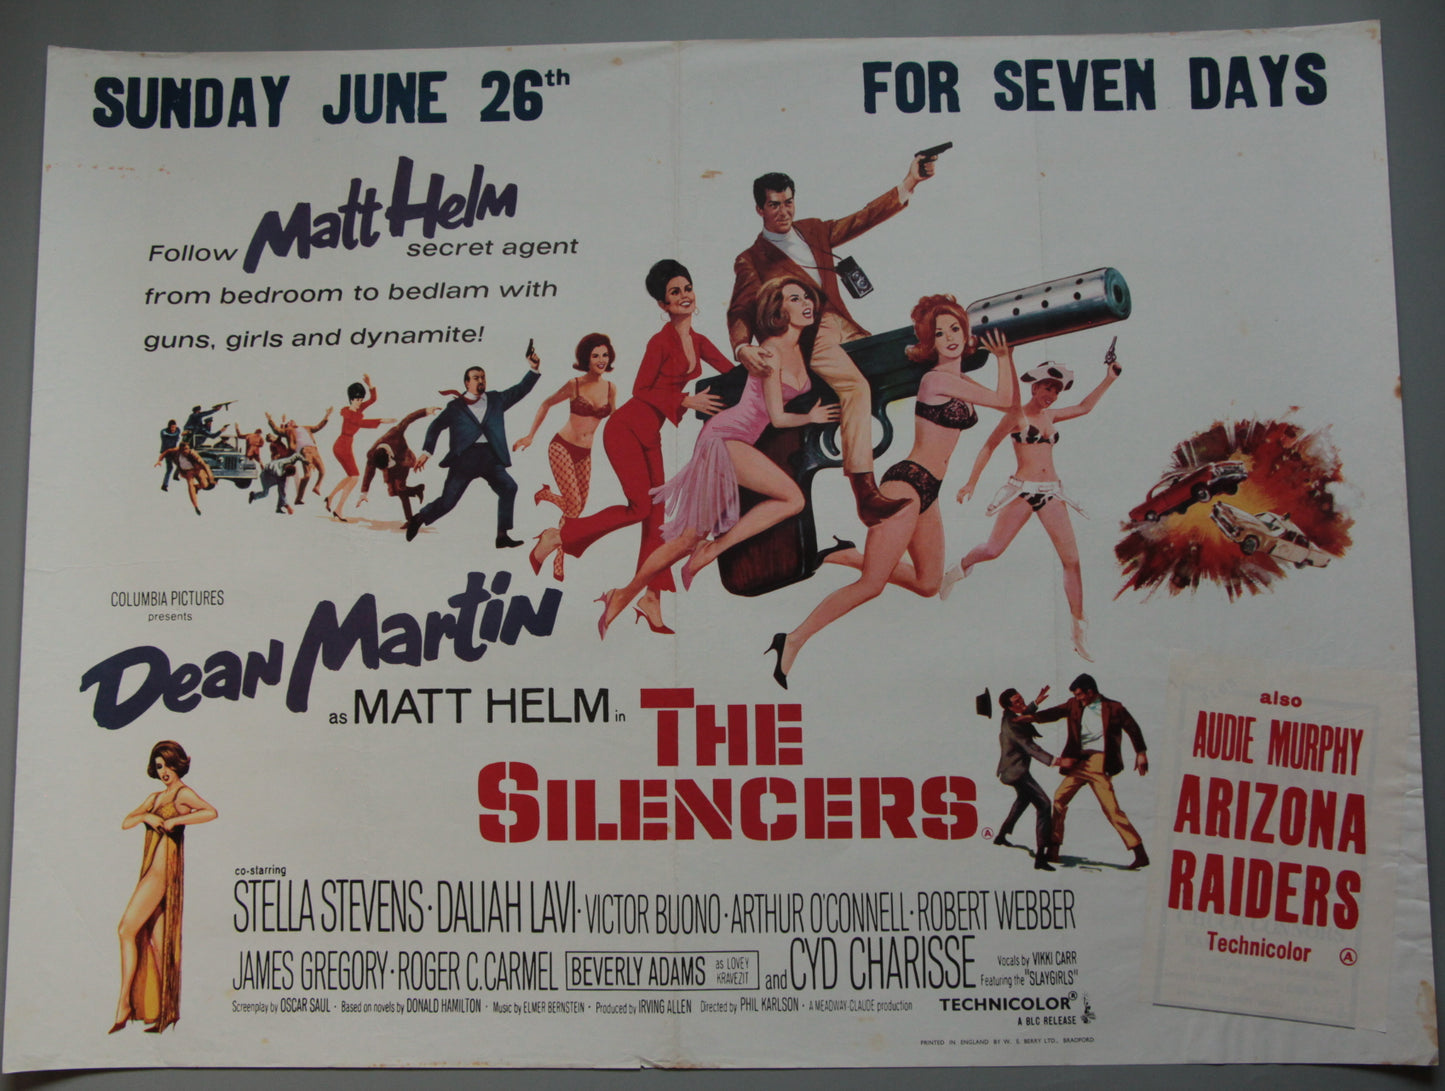 SUNDAY JUNE 26th
FOR SEVEN DAYS
Follow Matt Helm secret agent
from bedroom to bedlam with
guns, girls and dynamite!
COLUMBIA PICTURES
presents
Dean Martin
as MATT HELM in
THE
SILENCERS
A
co-starring
STELLA STEVENS · DALIAH LAVI · VICTOR BUONO · ARTHUR O'CONNELL · ROBERT WEBBER
JAMES GREGORY · ROGER C. CARMEL BEVERLY ADAMS as LOVEY KRAVEZIT and CYD CHARISSE
Vocals by VIKKI CARR
Featuring the "SLAYGIRLS"
Screenplay by OSCAR SAUL · Based on novels by DONALD HAMILTON · Music by ELMER BERNSTEIN · Produced by IRVING ALLEN Directed by PHIL KARLSON · A MEADWAY-CLAUDE production
TECHNICOLOR®
A BLC RELEASE
PRINTED IN ENGLAND BY W. S. BERRY LTD., BRADFORD
also
AUDIE MURPHY
ARIZONA
RAIDERS
Technicolor A